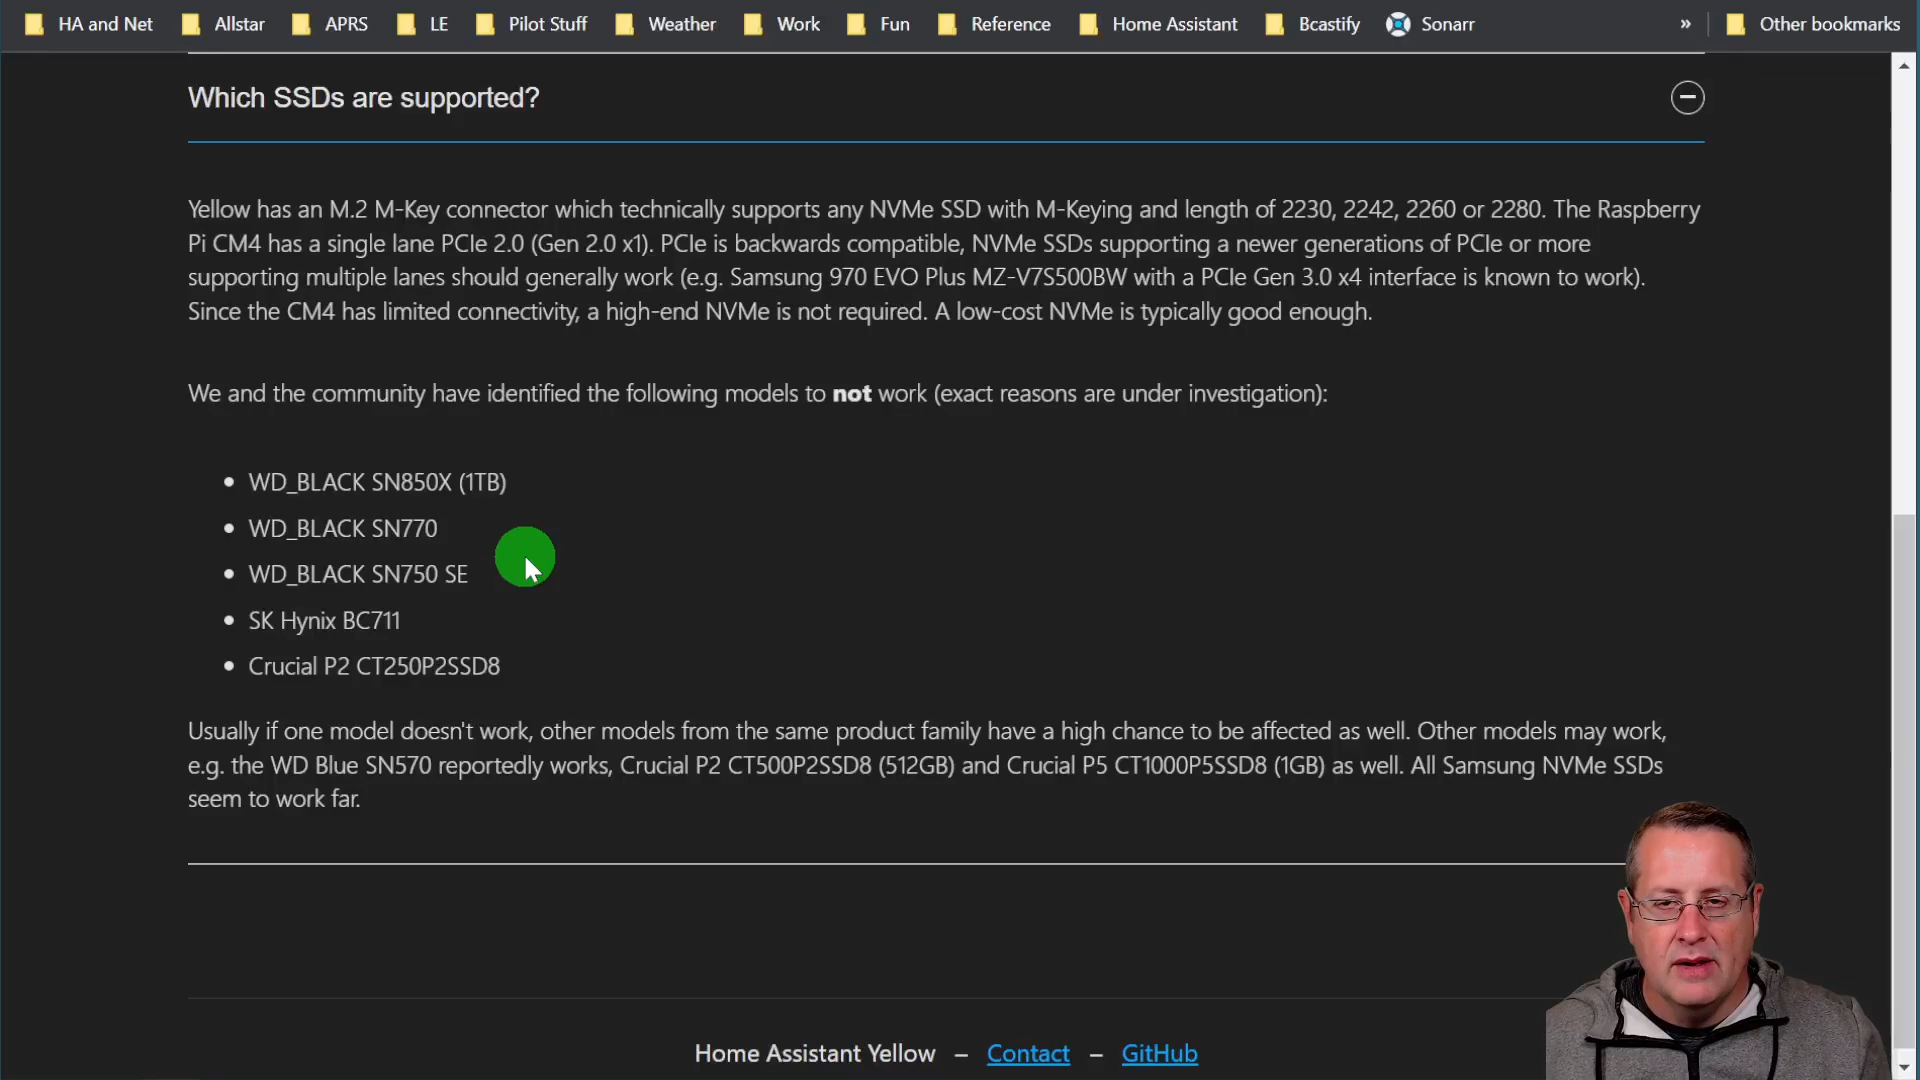 HA and Net Allstar APRS LE Pilot Stuff Weather Work Fun Reference Home Assistant Bcastify Sonarr » Other bookmarks
Which SSDs are supported?
Yellow has an M.2 M-Key connector which technically supports any NVMe SSD with M-Keying and length of 2230, 2242, 2260 or 2280. The Raspberry
Pi CM4 has a single lane PCIe 2.0 (Gen 2.0 x1). PCIe is backwards compatible, NVMe SSDs supporting a newer generations of PCIe or more
supporting multiple lanes should generally work (e.g. Samsung 970 EVO Plus MZ-V7S500BW with a PCIe Gen 3.0 x4 interface is known to work).
Since the CM4 has limited connectivity, a high-end NVMe is not required. A low-cost NVMe is typically good enough.
We and the community have identified the following models to not work (exact reasons are under investigation):
• WD_BLACK SN850X (1TB)
• WD_BLACK SN770
• WD_BLACK SN750 SE
• SK Hynix BC711
• Crucial P2 CT250P2SSD8
Usually if one model doesn't work, other models from the same product family have a high chance to be affected as well. Other models may work,
e.g. the WD Blue SN570 reportedly works, Crucial P2 CT500P2SSD8 (512GB) and Crucial P5 CT1000P5SSD8 (1GB) as well. All Samsung NVMe SSDs
seem to work far.
Home Assistant Yellow – Contact – GitHub